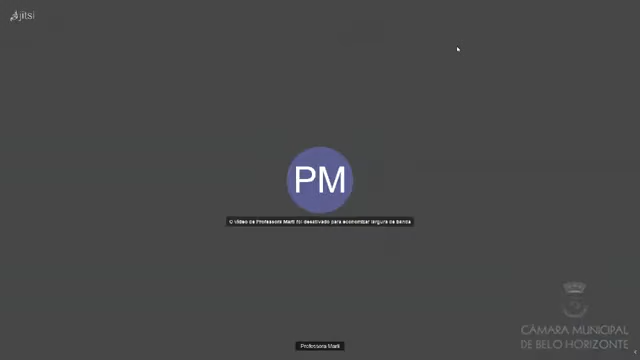 jitsi
PM
O vídeo de Professora Marli foi desativado para economizar largura de banda
Professora Marli
CÂMARA MUNICIPAL
DE BELO HORIZONTE